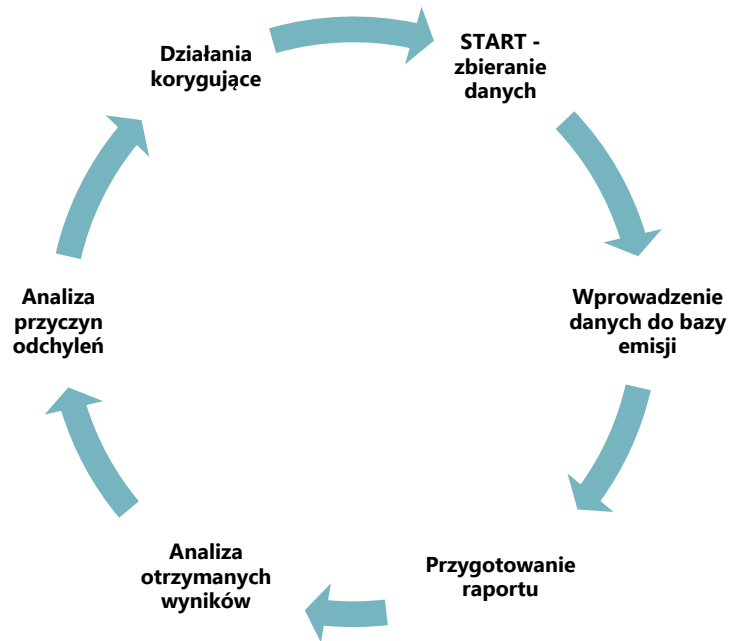 START -
zbieranie
danych
Wprowadzenie
danych do bazy
emisji
Przygotowanie
raportu
Analiza
otrzymanych
wyników
Analiza
przyczyn
odchyleń
Działania
korygujące